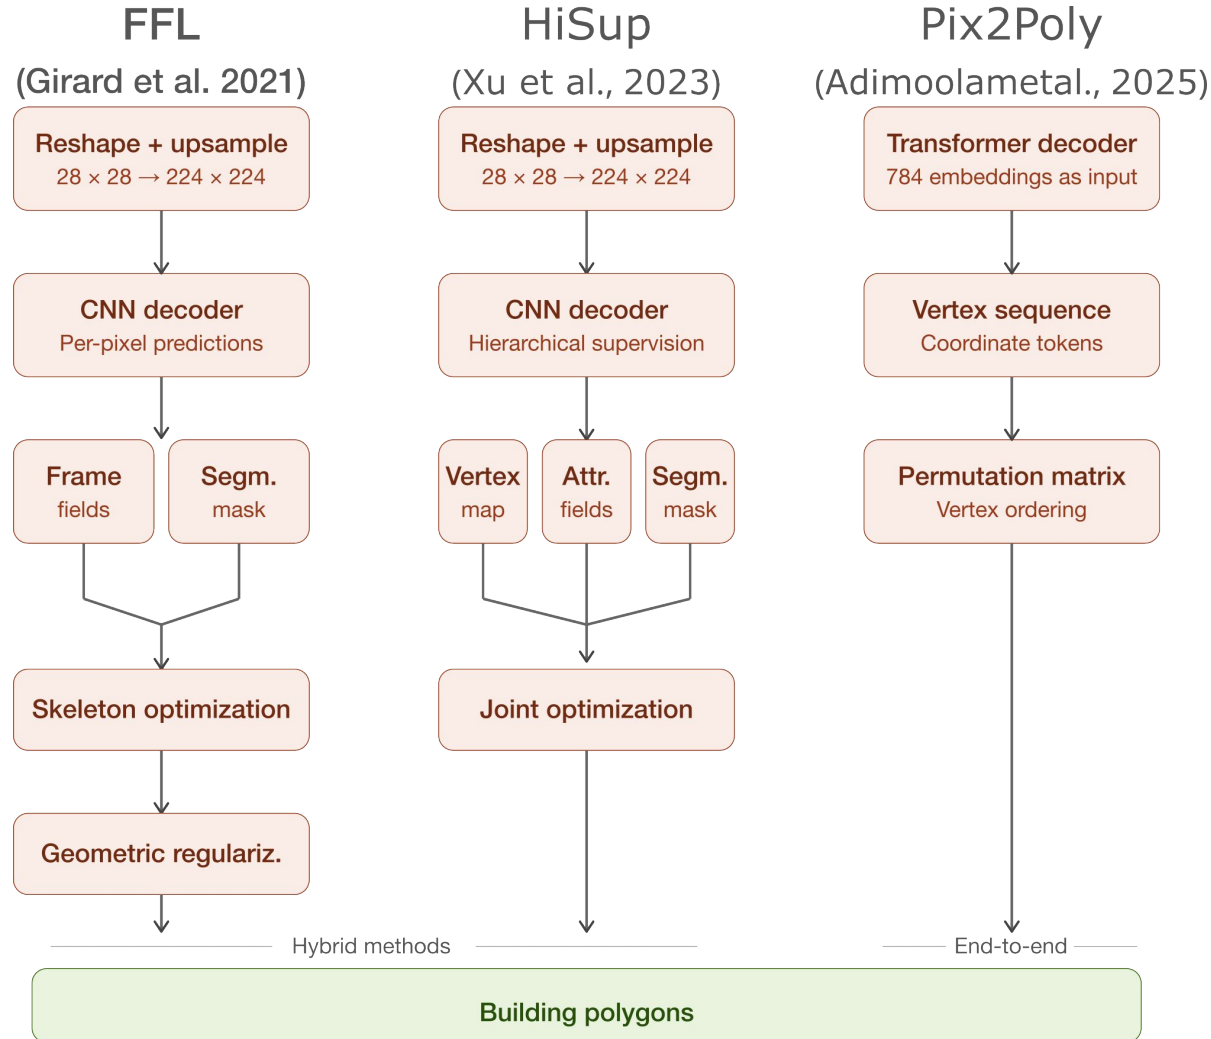 FFL
(Girard et al. 2021)
Reshape + upsample
28 × 28 → 224 × 224
CNN decoder
Per-pixel predictions
Frame
fields
Segm.
mask
Skeleton optimization
Geometric regulariz.
HiSup
(Xu et al., 2023)
Reshape + upsample
28 × 28 → 224 × 224
CNN decoder
Hierarchical supervision
Vertex
map
Attr.
fields
Segm.
mask
Joint optimization
Pix2Poly
(Adimoolametal., 2025)
Transformer decoder
784 embeddings as input
Vertex sequence
Coordinate tokens
Permutation matrix
Vertex ordering
Hybrid methods
End-to-end
Building polygons